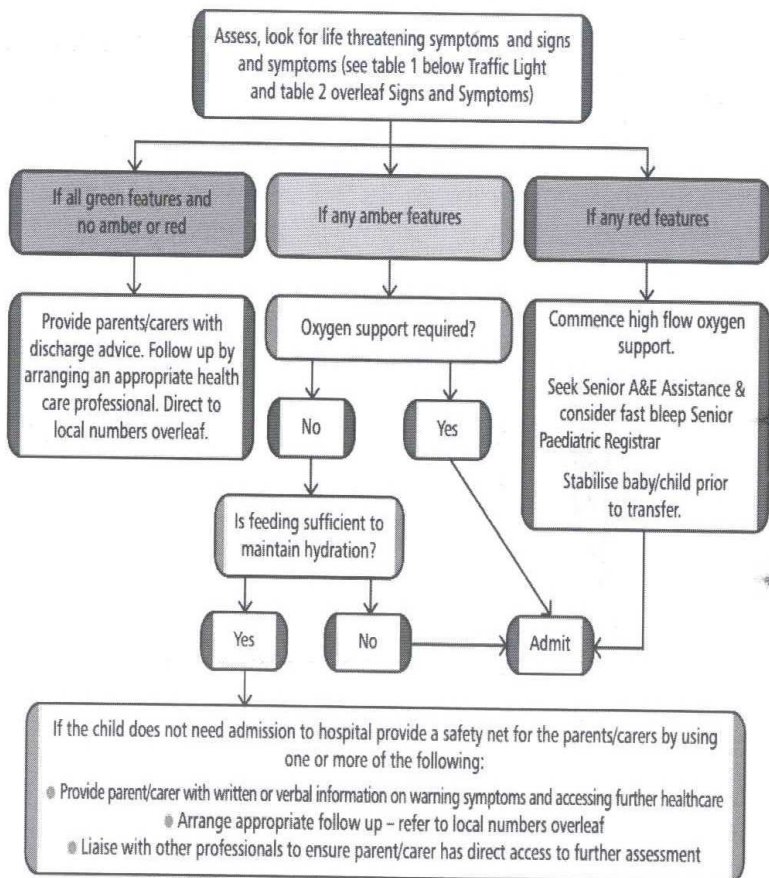 Assess, look for life threatening symptoms and signs
and symptoms (see table 1 below Traffic Light
and table 2 overleaf Signs and Symptoms)
If all green features and
no amber or red
If any amber features
If any red features
Provide parents/carers with
discharge advice. Follow up by
arranging an appropriate health
care professional. Direct to
local numbers overleaf.
Oxygen support required?
Commence high flow oxygen
support.
Seek Senior A&E Assistance &
consider fast bleep Senior
Paediatric Registrar
Stabilise baby/child prior
to transfer.
No
Yes
Is feeding sufficient to
maintain hydration?
Yes
No
Admit
If the child does not need admission to hospital provide a safety net for the parents/carers by using
one or more of the following:
• Provide parent/carer with written or verbal information on warning symptoms and accessing further healthcare
• Arrange appropriate follow up – refer to local numbers overleaf
• Liaise with other professionals to ensure parent/carer has direct access to further assessment